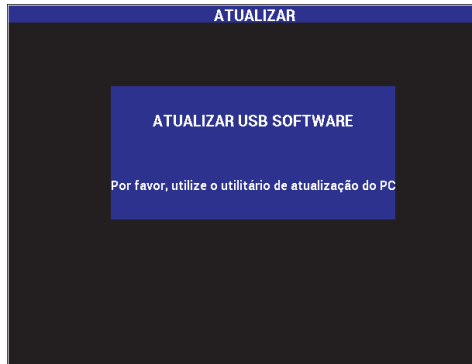 ATUALIZAR
ATUALIZAR USB SOFTWARE
Por favor, utilize o utilitário de atualização do PC